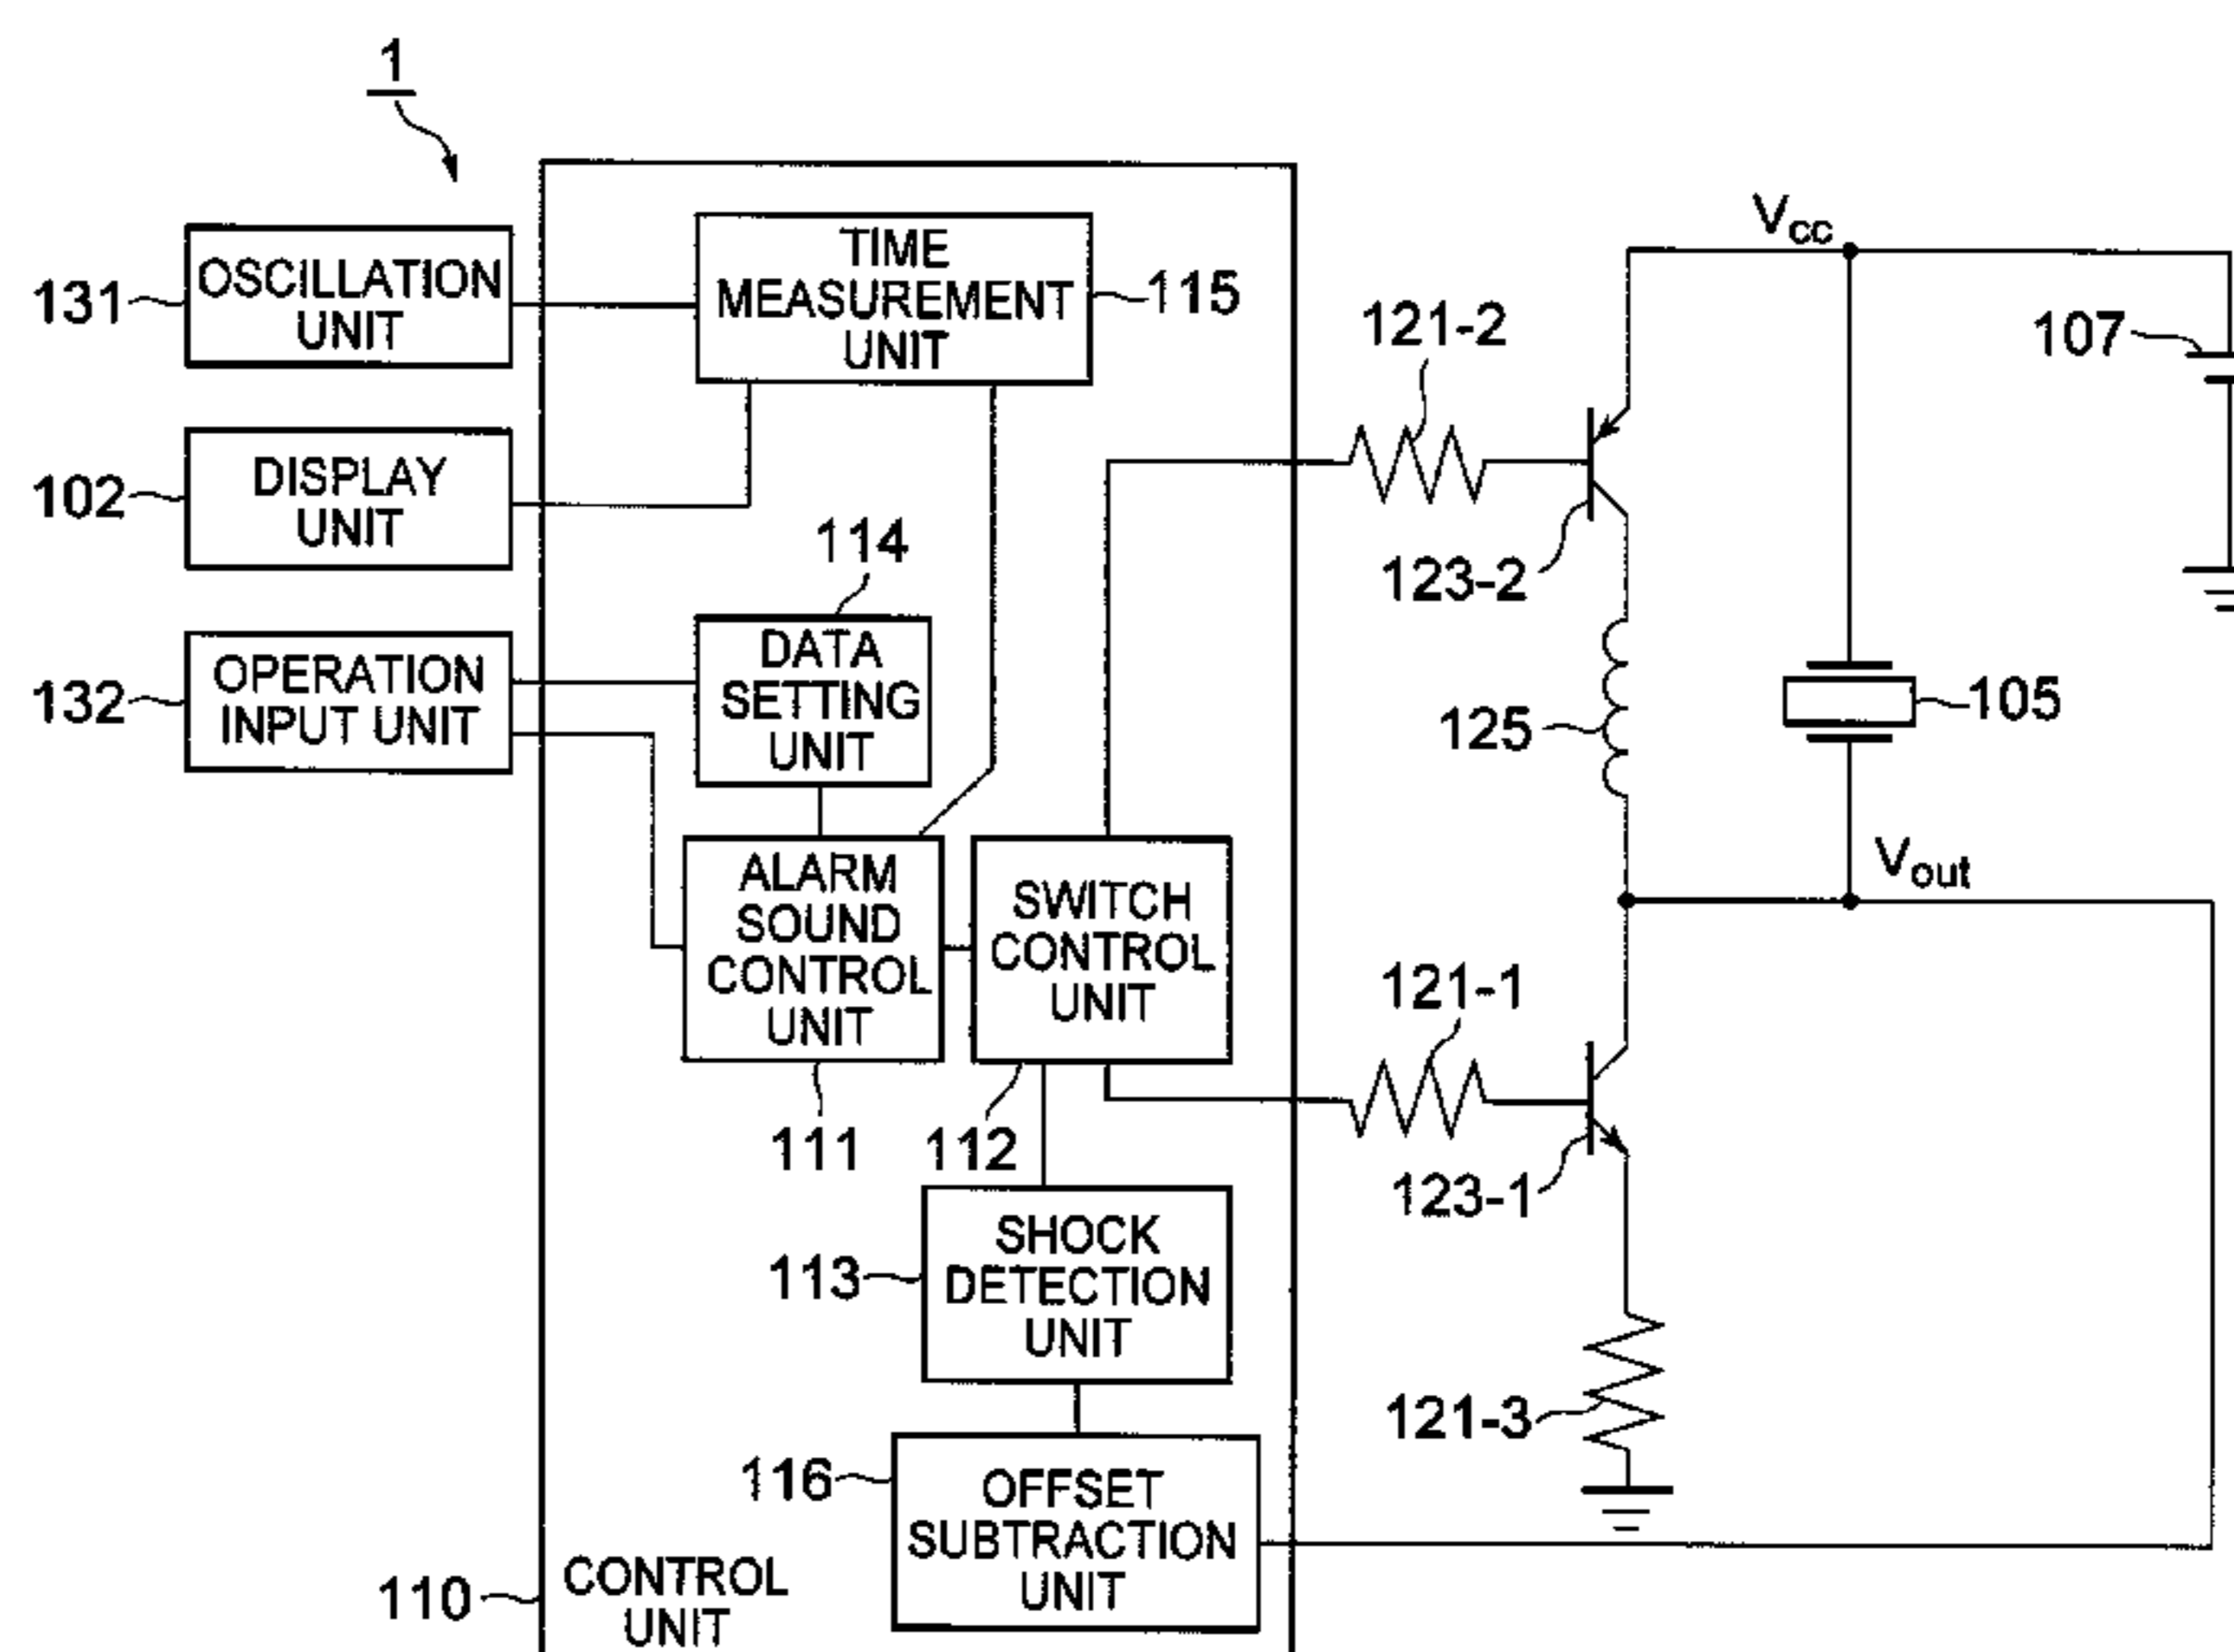 1
OSCILLATION
UNIT
131
TIME
MEASUREMENT
UNIT
115
Vcc
121-2
107
DISPLAY
UNIT
102
123-2
114
DATA
SETTING
UNIT
OPERATION
INPUT UNIT
132
125
105
Vout
ALARM
SOUND
CONTROL
UNIT
SWITCH
CONTROL
UNIT
121-1
111
112
123-1
SHOCK
DETECTION
UNIT
113
121-3
116
OFFSET
SUBTRACTION
UNIT
110
CONTROL
UNIT